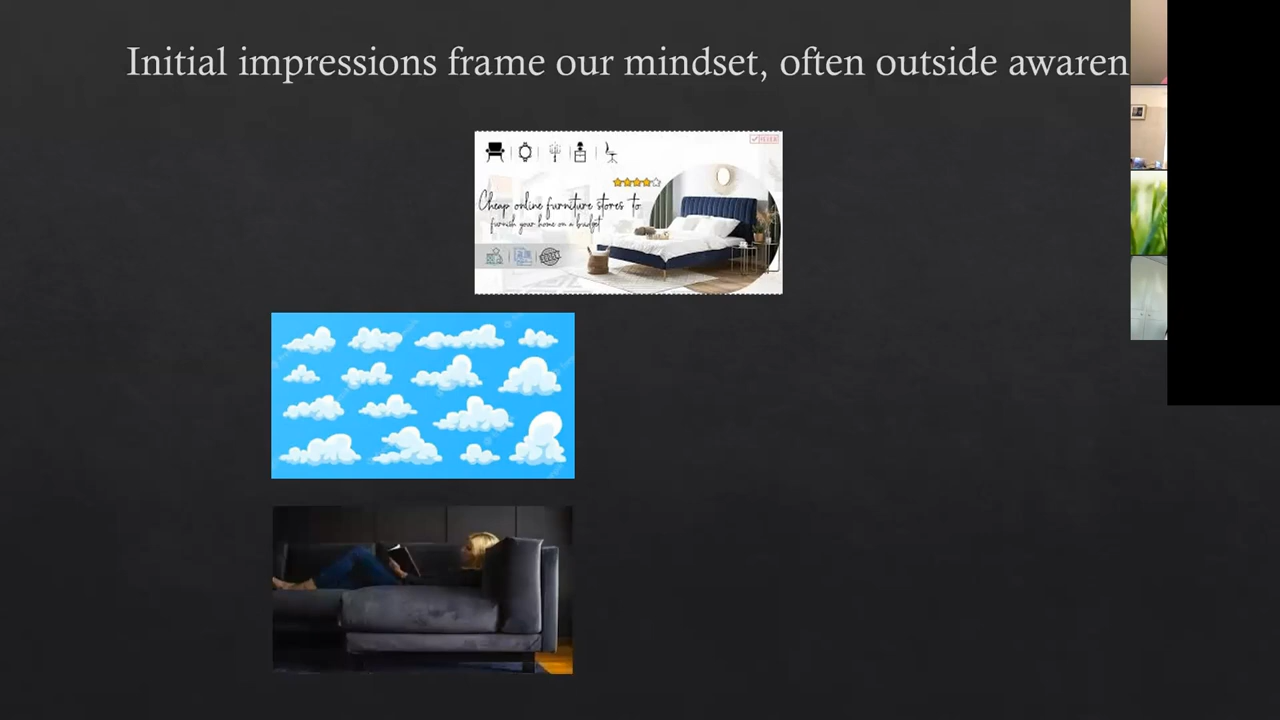 Initial impressions frame our mindset, often outside awaren
Cheap online furniture stores to
furnish your home on a budget